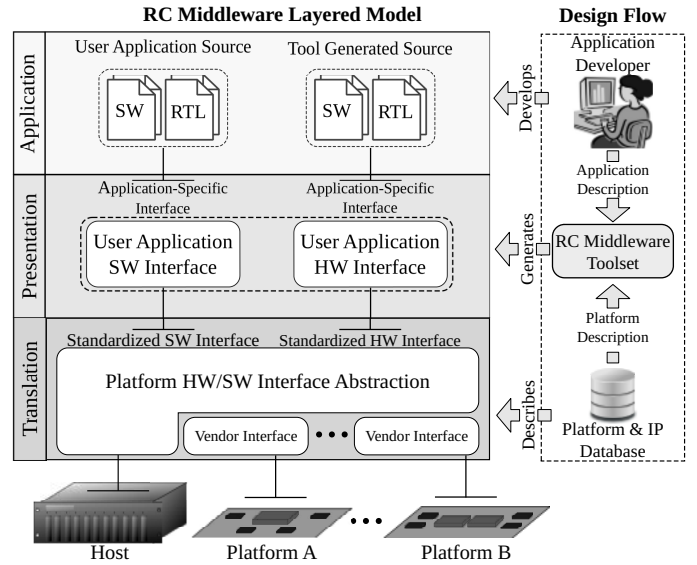 RC Middleware Layered Model
Design Flow
Application
User Application Source
Tool Generated Source
SW
RTL
SW
RTL
Develops
Application
Developer
Presentation
Application-Specific
Interface
Application-Specific
Interface
User Application
SW Interface
User Application
HW Interface
Generates
Application
Description
RC Middleware
Toolset
Translation
Standardized SW Interface
Standardized HW Interface
Platform HW/SW Interface Abstraction
Vendor Interface
Vendor Interface
Describes
Platform
Description
Platform & IP
Database
Host
Platform A
Platform B